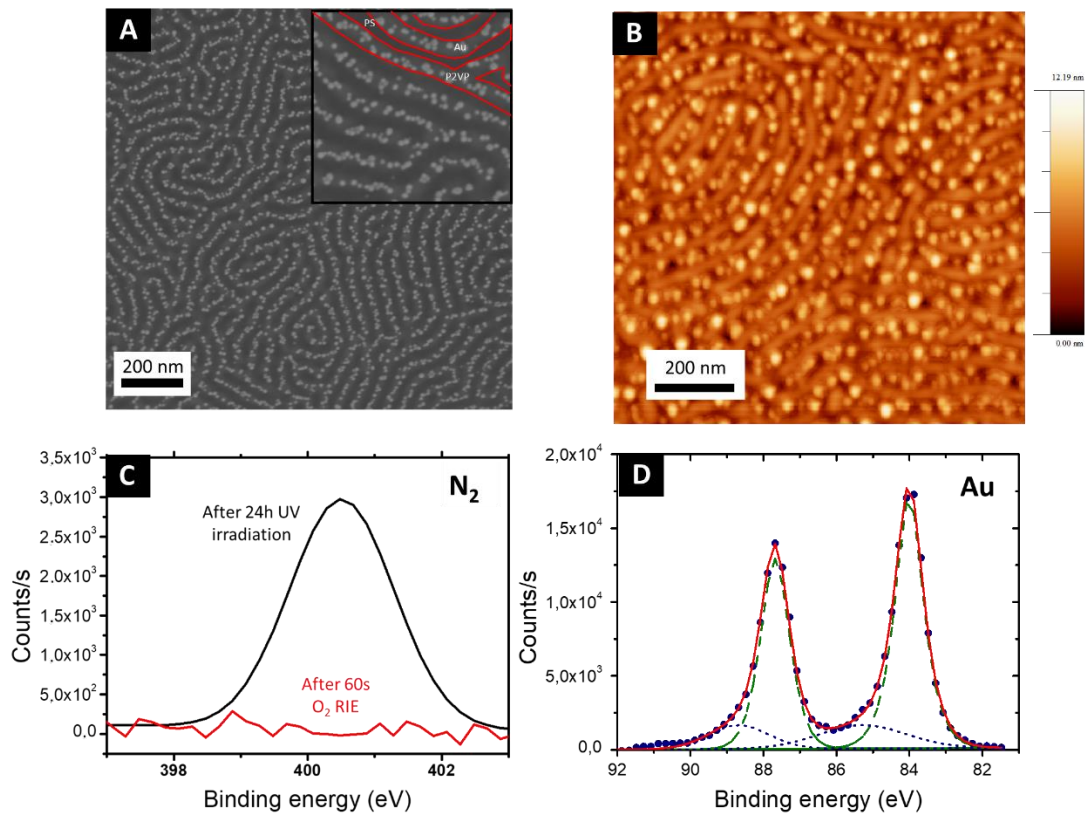 A
PS
Au
P2VP
200 nm
B
200 nm
12.19 nm
0.00 nm
C
N₂
After 24h UV
irradiation
After 60s
O₂ RIE
3,5x10³
3,0x10³
2,5x10³
2,0x10³
1,5x10³
1,0x10³
5,0x10²
0,0
Counts/s
398
400
402
Binding energy (eV)
D
Au
2,0x10⁴
1,5x10⁴
1,0x10⁴
5,0x10³
0,0
Counts/s
92
90
88
86
84
82
Binding energy (eV)